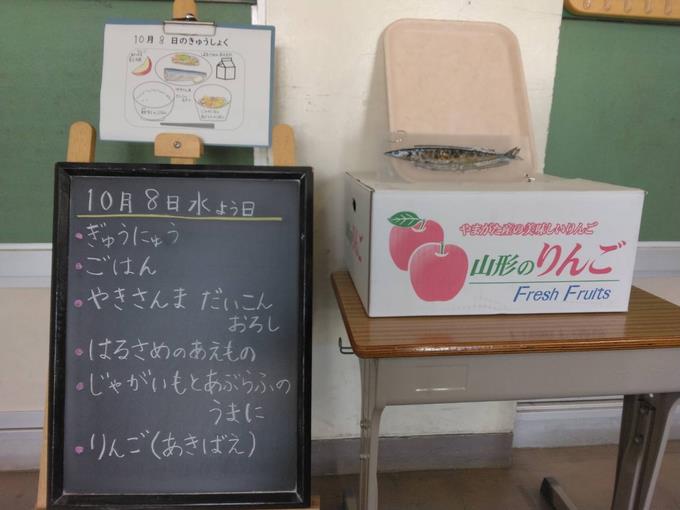 10月8日のきゅうしょく
10月8日水よう日
・ぎゅうにゅう
・ごはん
・やきさんま だいこん
おろし
・はるさめのあえもの
・じゃがいもとあぶらふの
うまに
・りんご(あきばえ)
やまがた産の美味しいりんご
山形のりんご
Fresh Fruits
りんご